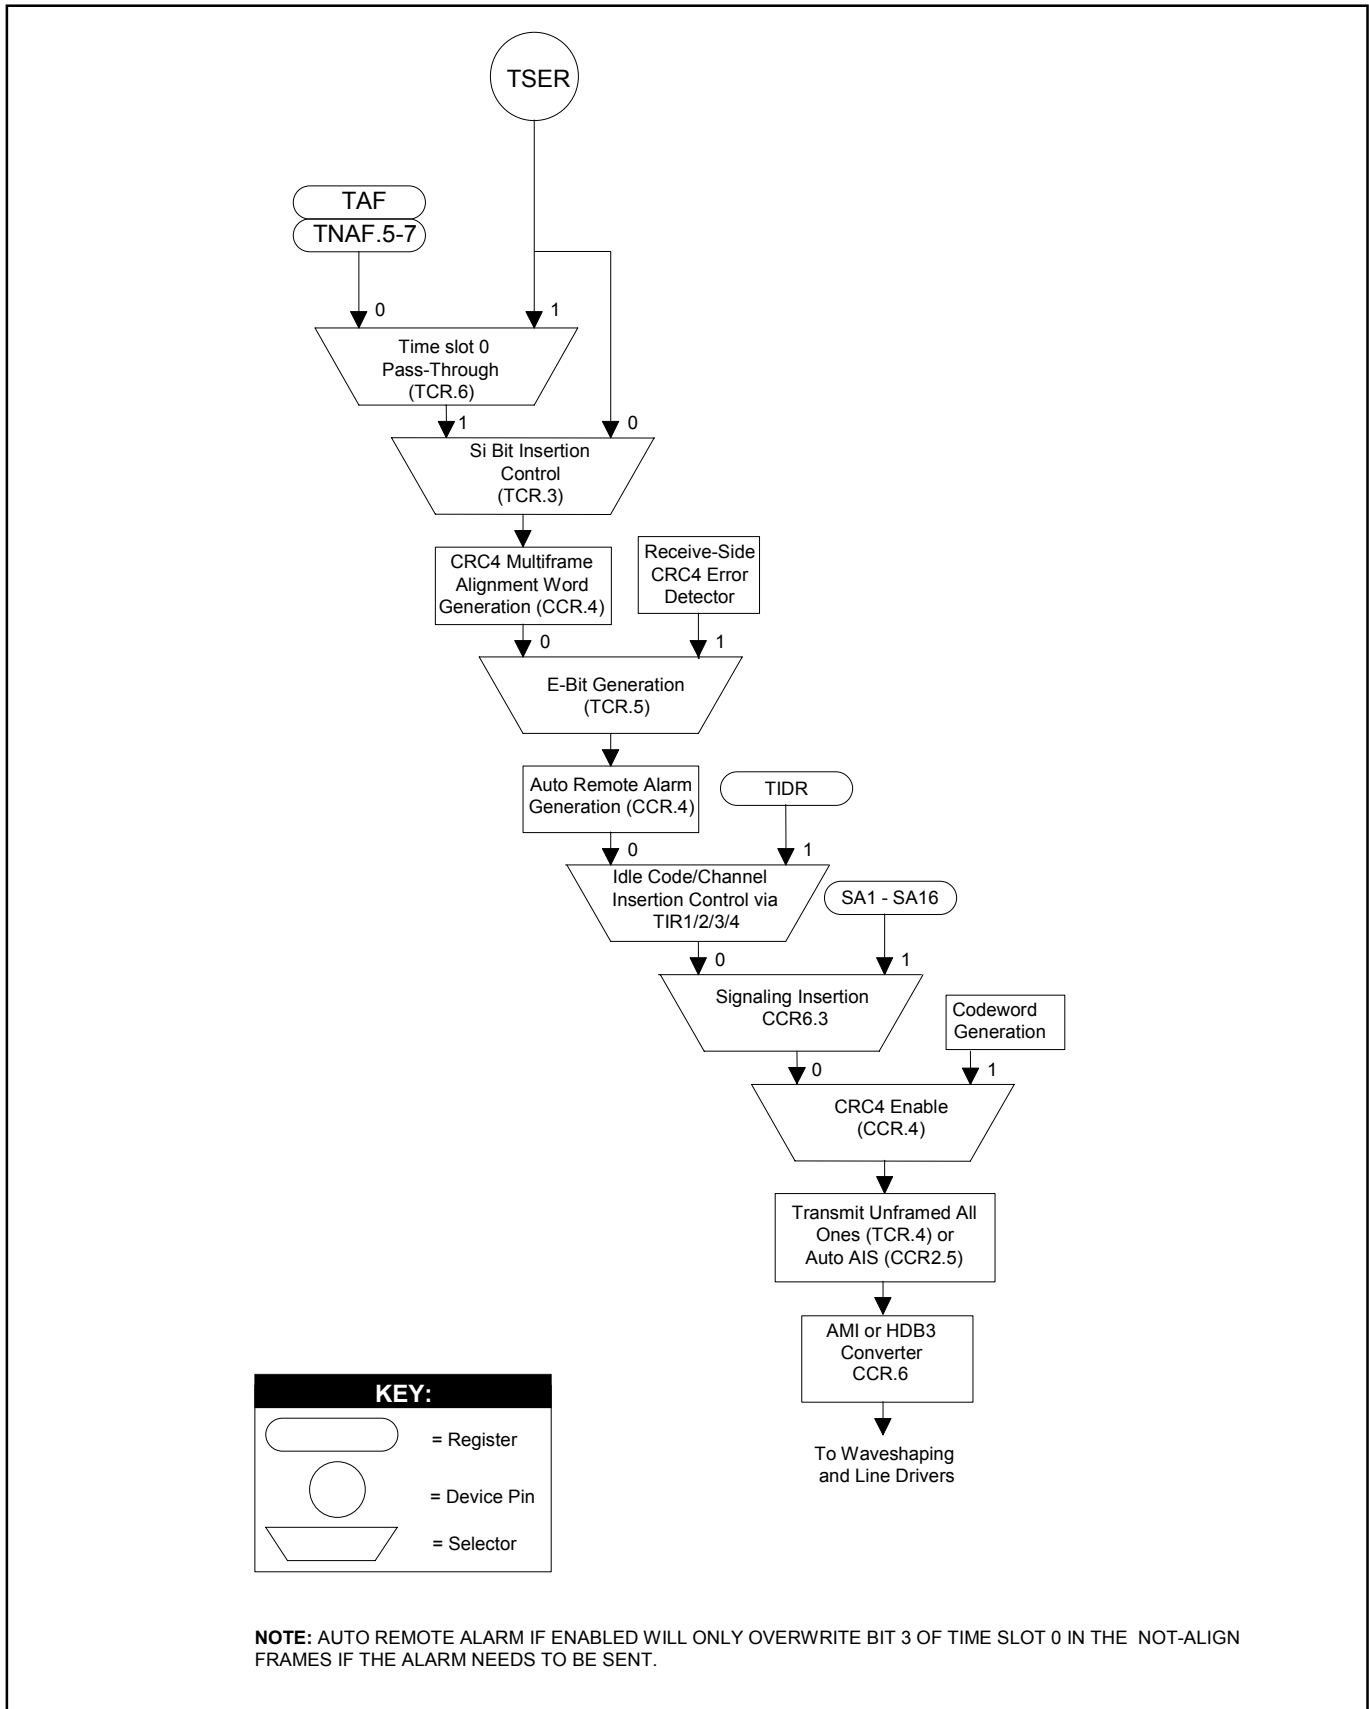 TSER
TAF
TNAF.5-7
0
1
Time slot 0
Pass-Through
(TCR.6)
1
0
Si Bit Insertion
Control
(TCR.3)
CRC4 Multiframe
Alignment Word
Generation (CCR.4)
Receive-Side
CRC4 Error
Detector
0
1
E-Bit Generation
(TCR.5)
Auto Remote Alarm
Generation (CCR.4)
TIDR
0
1
Idle Code/Channel
Insertion Control via
TIR1/2/3/4
SA1 - SA16
0
1
Signaling Insertion
CCR6.3
Codeword
Generation
0
1
CRC4 Enable
(CCR.4)
Transmit Unframed All
Ones (TCR.4) or
Auto AIS (CCR2.5)
AMI or HDB3
Converter
CCR.6
To Waveshaping
and Line Drivers
KEY:
= Register
= Device Pin
= Selector
NOTE: AUTO REMOTE ALARM IF ENABLED WILL ONLY OVERWRITE BIT 3 OF TIME SLOT 0 IN THE NOT-ALIGN
FRAMES IF THE ALARM NEEDS TO BE SENT.